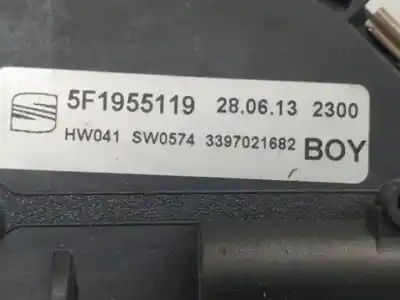 5F1955119 28.06.13 2300
HW041 SW0574 3397021682 BOY